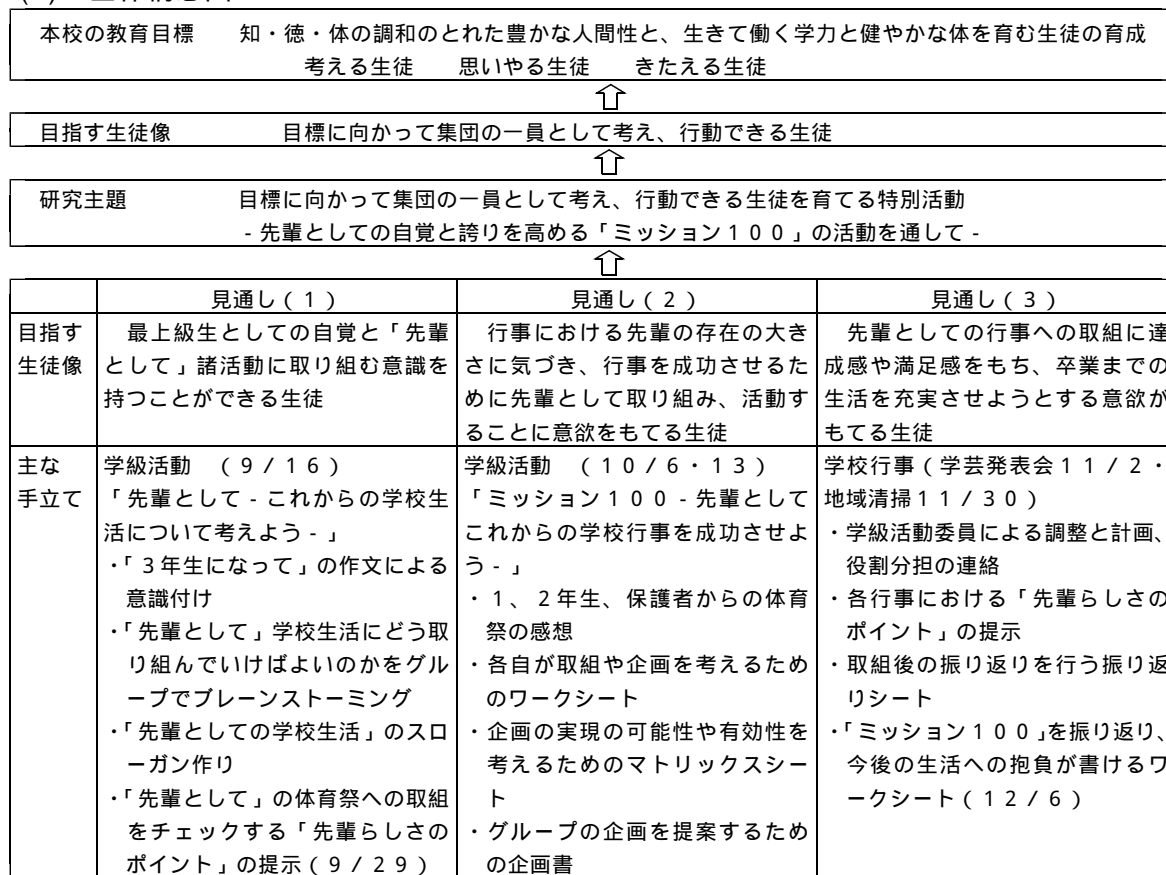 本校の教育目標　　知・徳・体の調和のとれた豊かな人間性と、生きて働く学力と健やかな体を育む生徒の育成
考える生徒　　思いやる生徒　　きたえる生徒
目指す生徒像　　目標に向かって集団の一員として考え、行動できる生徒
研究主題　　目標に向かって集団の一員として考え、行動できる生徒を育てる特別活動
- 先輩としての自覚と誇りを高める「ミッション１００」の活動を通して -
見通し（１）　　見通し（２）　　見通し（３）
目指す
生徒像
最上級生としての自覚と「先輩
として」諸活動に取り組む意識を
持つことができる生徒
行事における先輩の存在の大き
さに気づき、行事を成功させるた
めに先輩として取り組み、活動す
ることに意欲をもてる生徒
先輩としての行事への取組に達
成感や満足感をもち、卒業までの
生活を充実させようとする意欲が
もてる生徒
主な
手立て
学級活動　（９／１６）
「先輩として - これからの学校生
活について考えよう - 」
・「３年生になって」の作文による
意識付け
・「先輩として」学校生活にどう取
り組んでいけばよいのかをグル
ープでブレーンストーミング
・「先輩としての学校生活」のスロ
ーガン作り
・「先輩として」の体育祭への取組
をチェックする「先輩らしさの
ポイント」の提示（９／２９）
学級活動　（１０／６・１３）
「ミッション１００ - 先輩として
これからの学校行事を成功させよ
う - 」
・１、２年生、保護者からの体育
祭の感想
・各自が取組や企画を考えるため
のワークシート
・企画の実現の可能性や有効性を
考えるためのマトリックスシー
ト
・グループの企画を提案するため
の企画書
学校行事（学芸発表会１１／２・
地域清掃１１／３０）
・学級活動委員による調整と計画、
役割分担の連絡
・各行事における「先輩らしさの
ポイント」の提示
・取組後の振り返りを行う振り返
りシート
・「ミッション１００」を振り返り、
今後の生活への抱負が書けるワ
ークシート（１２／６）